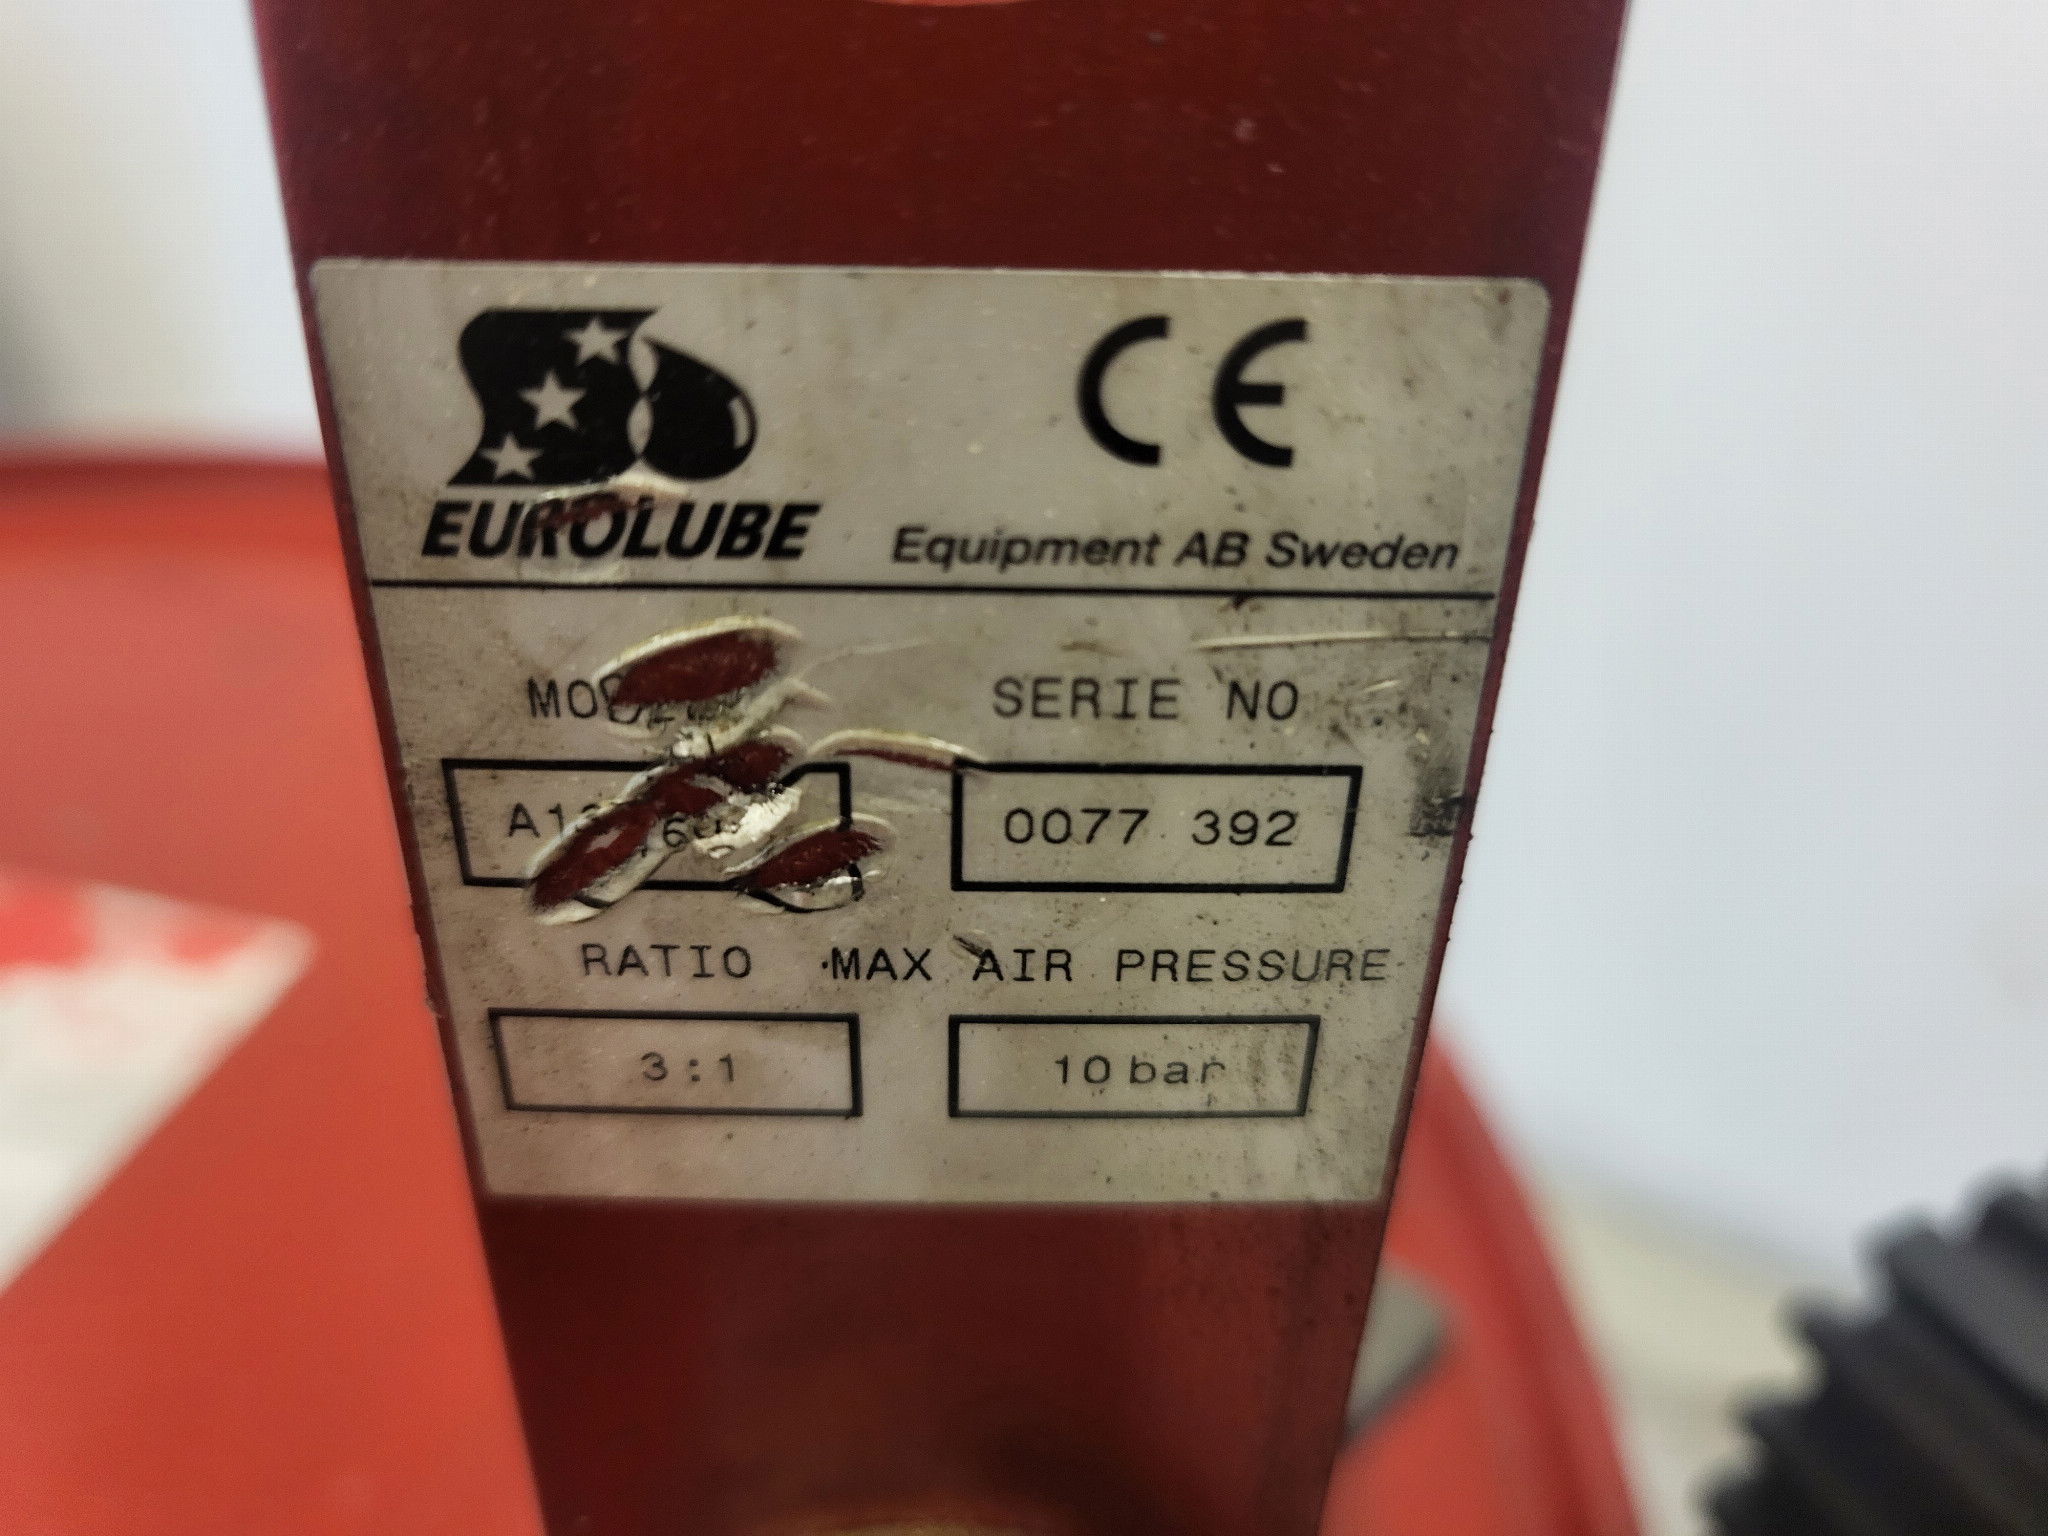 CE
EUROLUBE Equipment AB Sweden
SERIE NO
0077 392
RATIO MAX AIR PRESSURE
3:1 10 bar